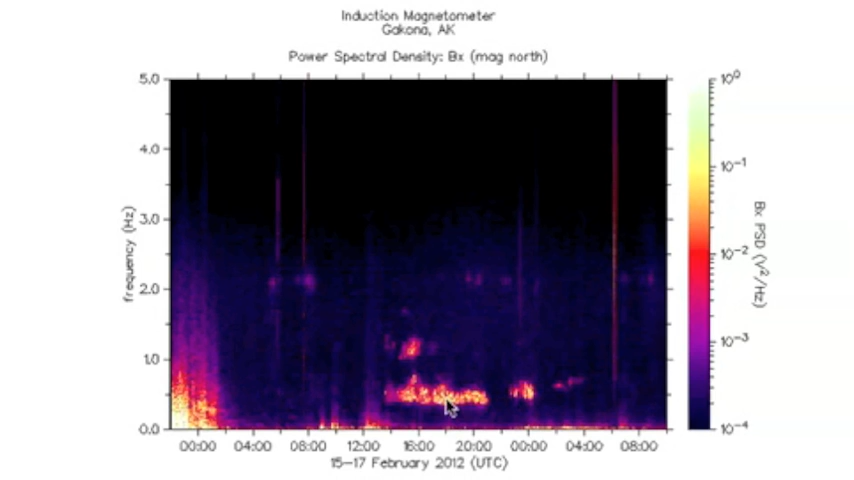 Induction Magnetometer
Gakona, AK
Power Spectral Density: Bx (mag north)
5.0
4.0
3.0
2.0
1.0
0.0
frequency (Hz)
00:00 04:00 08:00 12:00 16:00 20:00 00:00 04:00 08:00
15-17 February 2012 (UTC)
10⁰
10⁻¹
10⁻²
10⁻³
10⁻⁴
Bx PSD (V²/Hz)